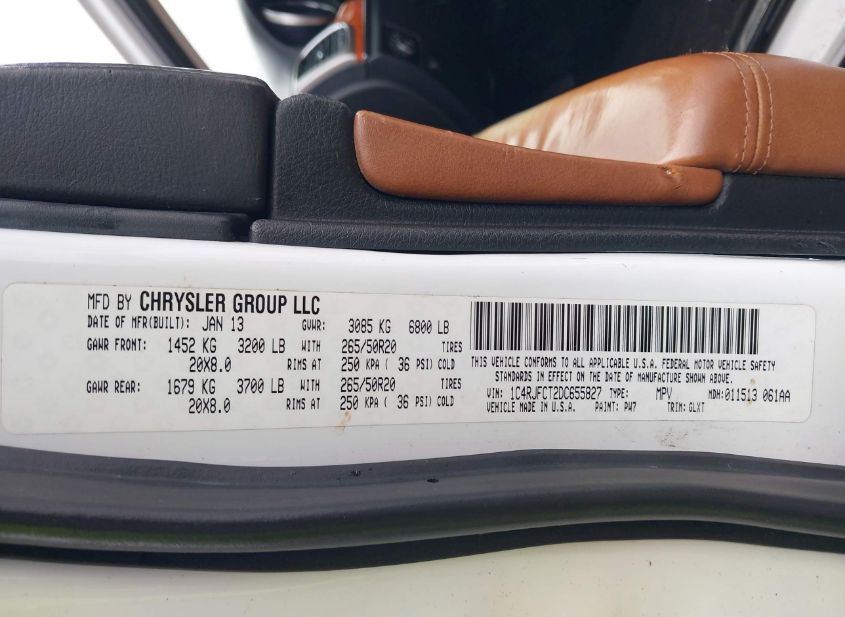 MFD BY CHRYSLER GROUP LLC
DATE OF MFR(BUILT): JAN 13 GVWR: 3085 KG 6800 LB
GAWR FRONT: 1452 KG 3200 LB WITH 265/50R20 TIRES
20X8.0 RIMS AT 250 KPA ( 36 PSI) COLD
GAWR REAR: 1679 KG 3700 LB WITH 265/50R20 TIRES
20X8.0 RIMS AT 250 KPA ( 36 PSI) COLD
THIS VEHICLE CONFORMS TO ALL APPLICABLE U.S.A. FEDERAL MOTOR VEHICLE SAFETY
STANDARDS IN EFFECT ON THE DATE OF MANUFACTURE SHOWN ABOVE.
VIN: 1C4RJFCT2DC655827 TYPE: MPV MDH:011513 061AA
VEHICLE MADE IN U.S.A. PAINT: PW7 TRIM: GLXT